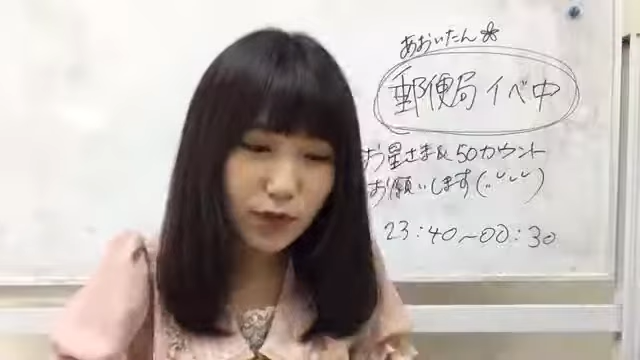 あおいたん
郵便局イベ中
お星さま&50カウント
お願いします(ᵕᴗᴗ)
23:40~00:30